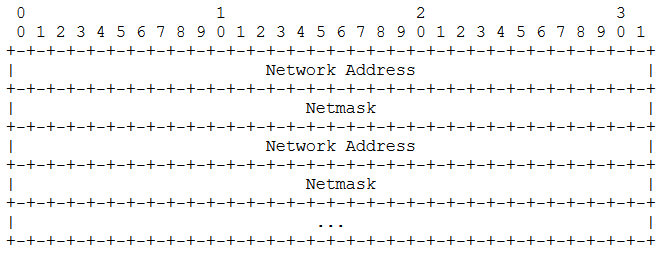 0                   1                   2                   3
 0 1 2 3 4 5 6 7 8 9 0 1 2 3 4 5 6 7 8 9 0 1 2 3 4 5 6 7 8 9 0 1
+-+-+-+-+-+-+-+-+-+-+-+-+-+-+-+-+-+-+-+-+-+-+-+-+-+-+-+-+-+-+-+-+
|                         Network Address                       |
+-+-+-+-+-+-+-+-+-+-+-+-+-+-+-+-+-+-+-+-+-+-+-+-+-+-+-+-+-+-+-+-+
|                             Netmask                           |
+-+-+-+-+-+-+-+-+-+-+-+-+-+-+-+-+-+-+-+-+-+-+-+-+-+-+-+-+-+-+-+-+
|                         Network Address                       |
+-+-+-+-+-+-+-+-+-+-+-+-+-+-+-+-+-+-+-+-+-+-+-+-+-+-+-+-+-+-+-+-+
|                             Netmask                           |
+-+-+-+-+-+-+-+-+-+-+-+-+-+-+-+-+-+-+-+-+-+-+-+-+-+-+-+-+-+-+-+-+
|                              ...                              |
+-+-+-+-+-+-+-+-+-+-+-+-+-+-+-+-+-+-+-+-+-+-+-+-+-+-+-+-+-+-+-+-+